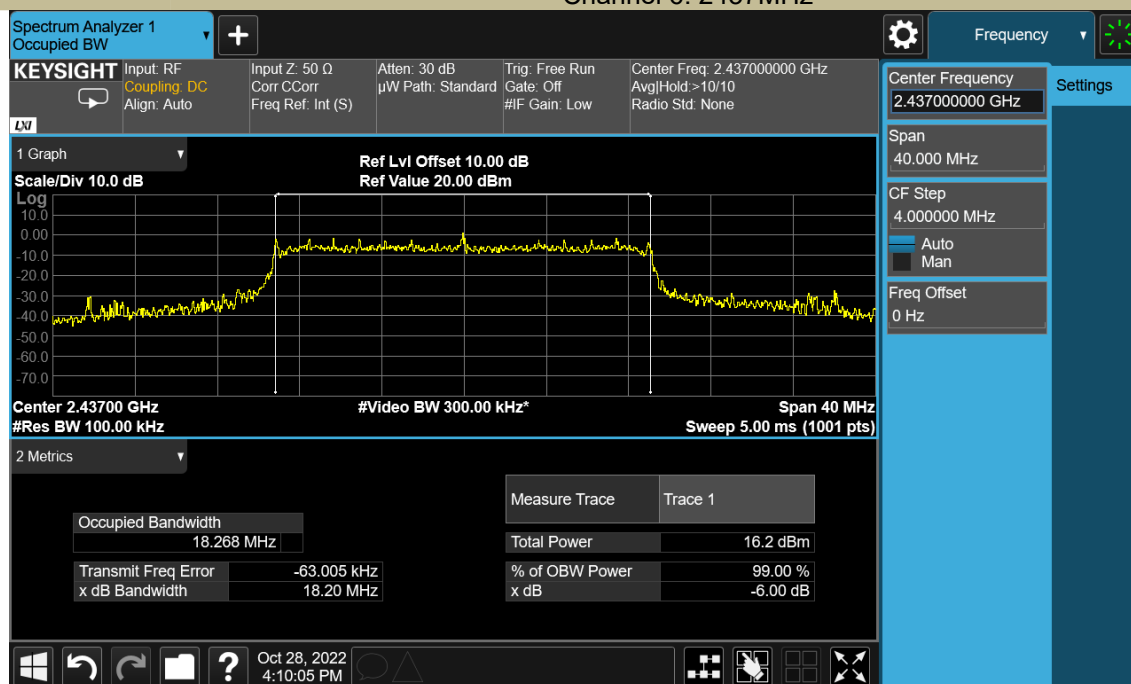 Spectrum Analyzer 1
Occupied BW
+
Frequency
KEYSIGHT
Input: RF
Coupling: DC
Align: Auto
Input Z: 50 Ω
Corr CCorr
Freq Ref: Int (S)
Atten: 30 dB
µW Path: Standard
Trig: Free Run
Gate: Off
#IF Gain: Low
Center Freq: 2.437000000 GHz
Avg|Hold:>10/10
Radio Std: None
LXI
Center Frequency
2.437000000 GHz
Settings
Span
40.000 MHz
CF Step
4.000000 MHz
Auto
Man
Freq Offset
0 Hz
1 Graph
Scale/Div 10.0 dB
Ref Lvl Offset 10.00 dB
Ref Value 20.00 dBm
Log
10.0
0.00
-10.0
-20.0
-30.0
-40.0
-50.0
-60.0
-70.0
Center 2.43700 GHz
#Video BW 300.00 kHz*
Span 40 MHz
#Res BW 100.00 kHz
Sweep 5.00 ms (1001 pts)
2 Metrics
Measure Trace Trace 1
Occupied Bandwidth
18.268 MHz
Total Power 16.2 dBm
Transmit Freq Error -63.005 kHz
% of OBW Power 99.00 %
x dB Bandwidth 18.20 MHz
x dB -6.00 dB
?
Oct 28, 2022
4:10:05 PM